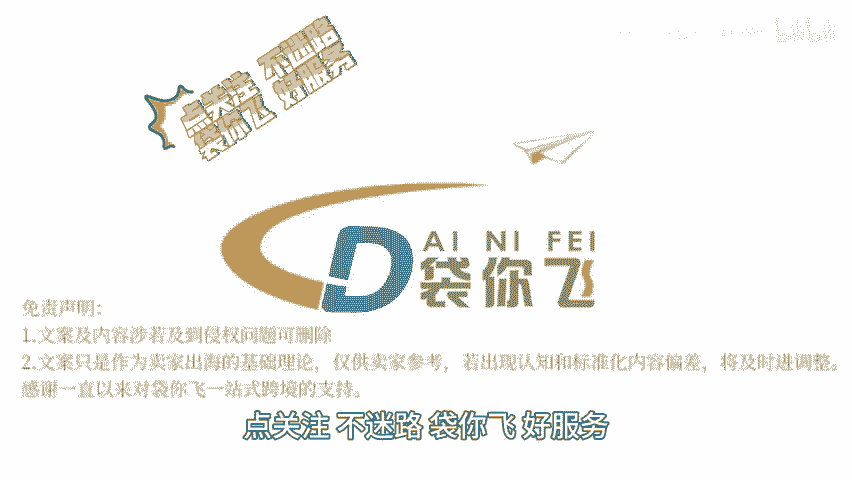 点关注 不迷路
袋你飞 好服务
DAI NI FEI
袋你飞
免责声明：
1.文案及内容涉若及到侵权问题可删除
2.文案只是作为卖家出海的基础理论，仅供卖家参考，若出现认知和标准化内容偏差，将及时进调整。
感谢一直以来对袋你飞一站式跨境的支持。
点关注 不迷路 袋你飞 好服务